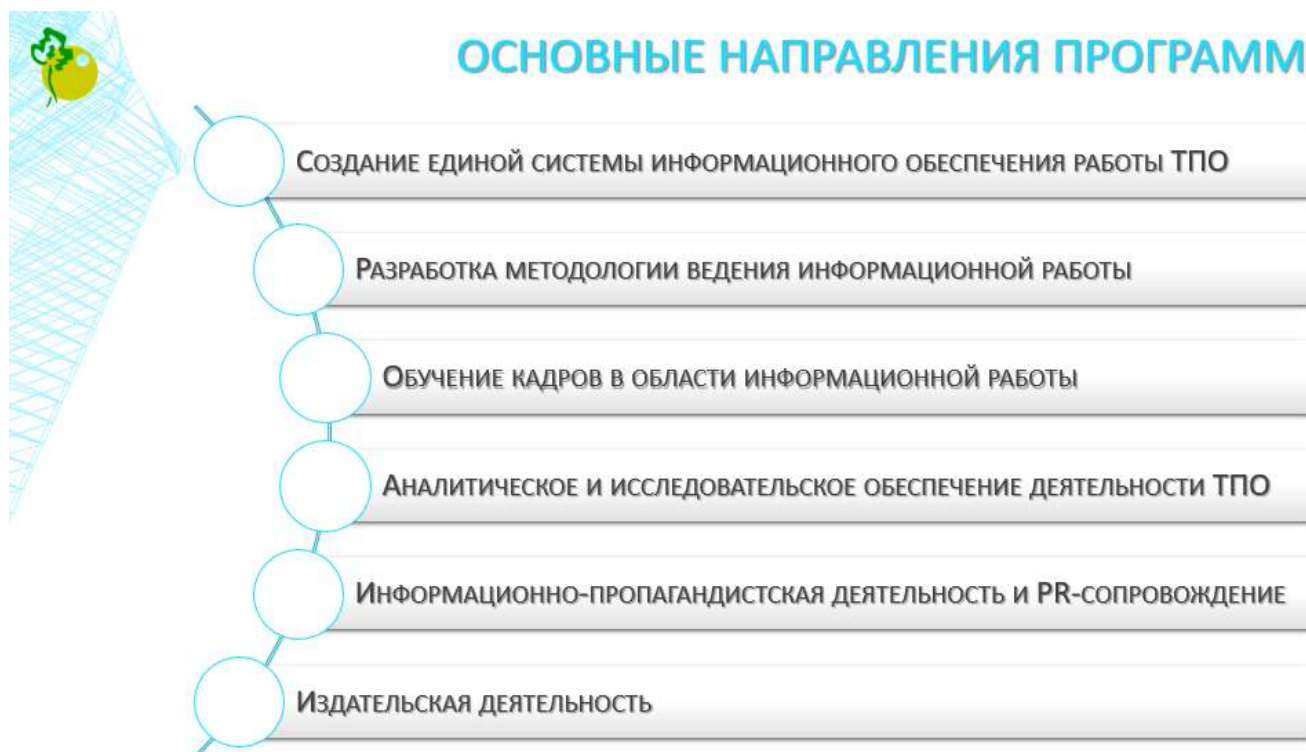 ОСНОВНЫЕ НАПРАВЛЕНИЯ ПРОГРАММ
Создание единой системы информационного обеспечения работы ТПО
Разработка методологии ведения информационной работы
Обучение кадров в области информационной работы
Аналитическое и исследовательское обеспечение деятельности ТПО
Информационно-пропагандистская деятельность и PR-сопровождение
Издательская деятельность